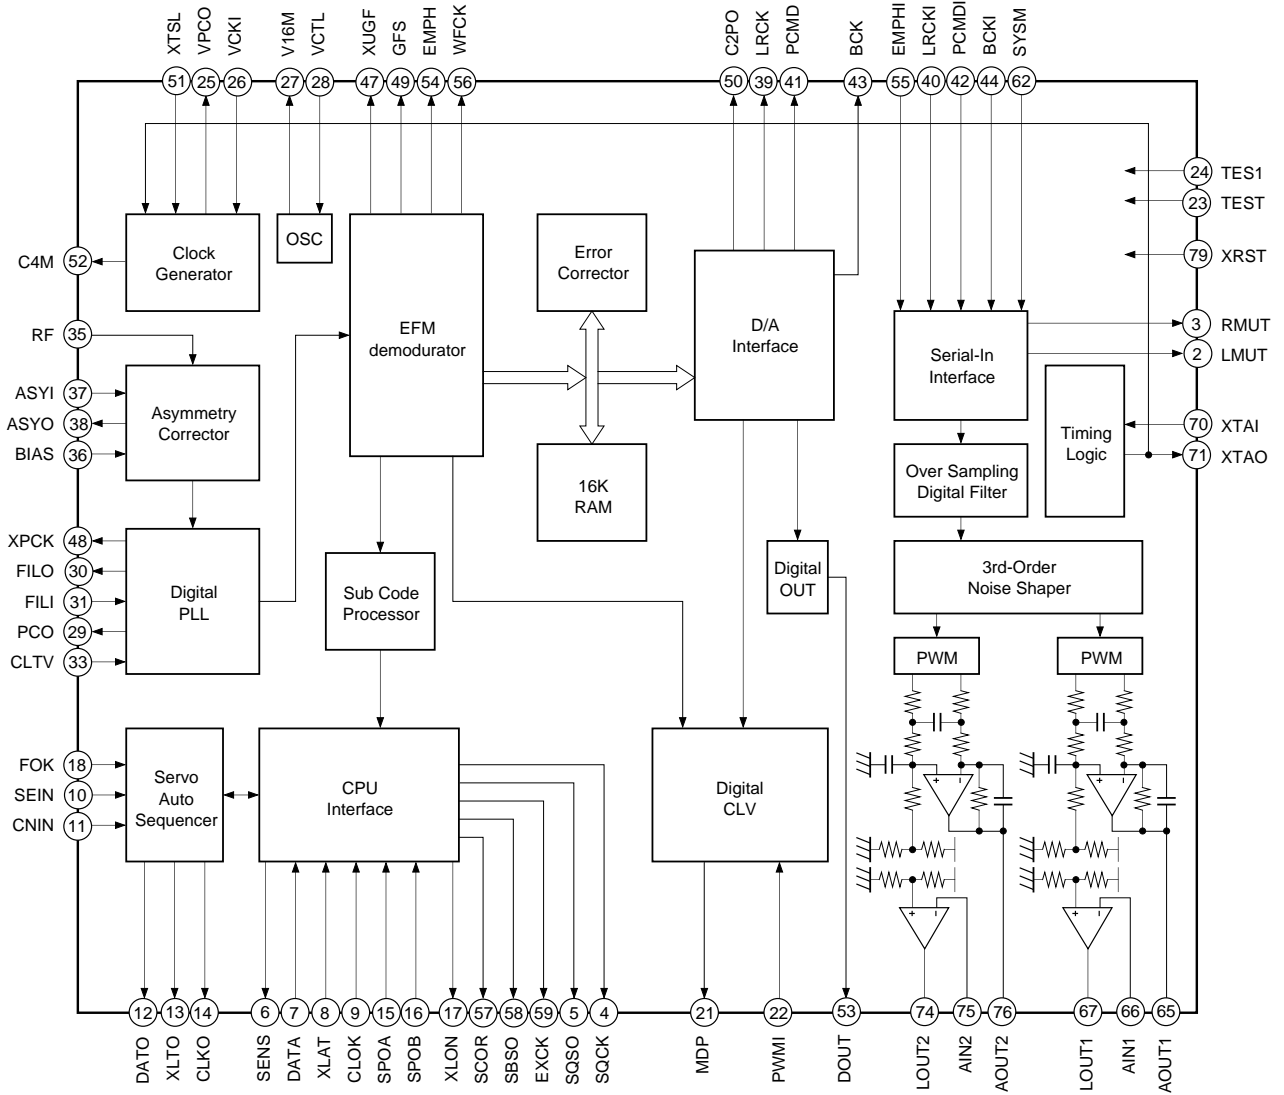 XTSL VPCO VCKI V16M VCTL XUGF GFS EMPH WFCK C2PO LRCK PCMD BCK EMPHI LRCKI PCMDI BCKI SYSM
51 25 26 27 28 47 49 54 56 50 39 41 43 55 40 42 44 62
24 TES1
23 TEST
79 XRST
3 RMUT
2 LMUT
70 XTAI
71 XTAO
C4M 52
RF 35
ASYI 37
ASYO 38
BIAS 36
XPCK 48
FILO 30
FILI 31
PCO 29
CLTV 33
FOK 18
SEIN 10
CNIN 11
Clock
Generator
OSC
EFM
demodurator
Error
Corrector
D/A
Interface
Serial-In
Interface
Timing
Logic
Asymmetry
Corrector
16K
RAM
Over Sampling
Digital Filter
Digital
PLL
Sub Code
Processor
Digital
OUT
3rd-Order
Noise Shaper
PWM PWM
Servo
Auto
Sequencer
CPU
Interface
Digital
CLV
+ − + −
+ − + −
12 13 14 6 7 8 9 15 16 17 57 58 59 5 4 21 22 53 74 75 76 67 66 65
DATO XLTO CLKO SENS DATA XLAT CLOK SPOA SPOB XLON SCOR SBSO EXCK SQSO SQCK MDP PWMI DOUT LOUT2 AIN2 AOUT2 LOUT1 AIN1 AOUT1